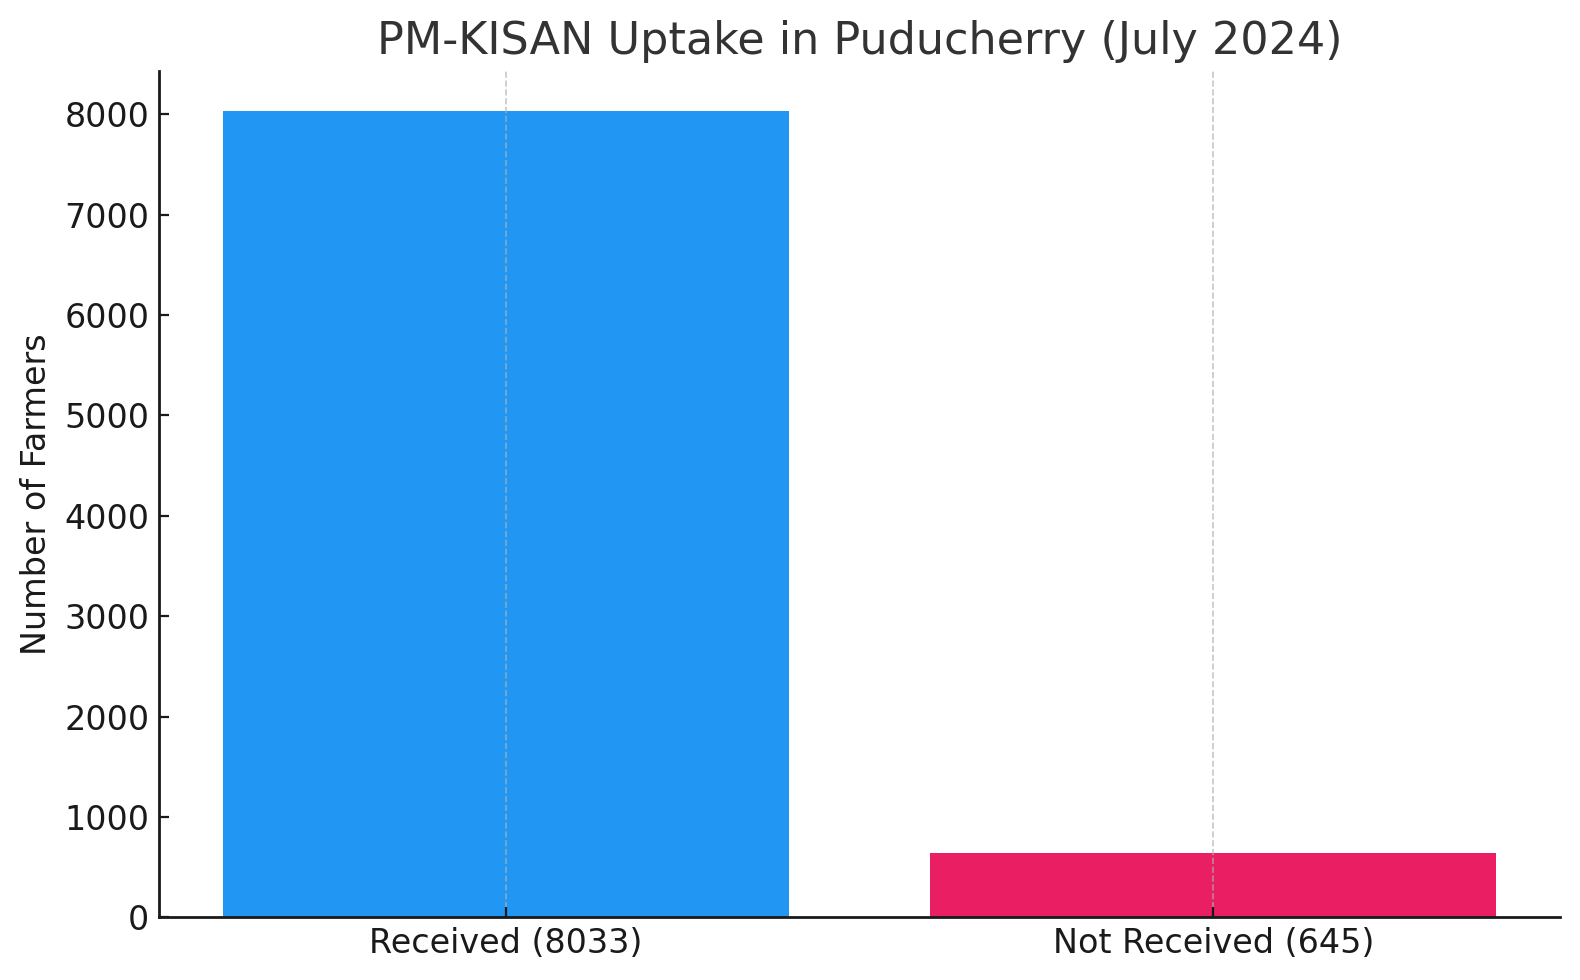 PM-KISAN Uptake in Puducherry (July 2024)
Number of Farmers
8000
7000
6000
5000
4000
3000
2000
1000
0
Received (8033)
Not Received (645)